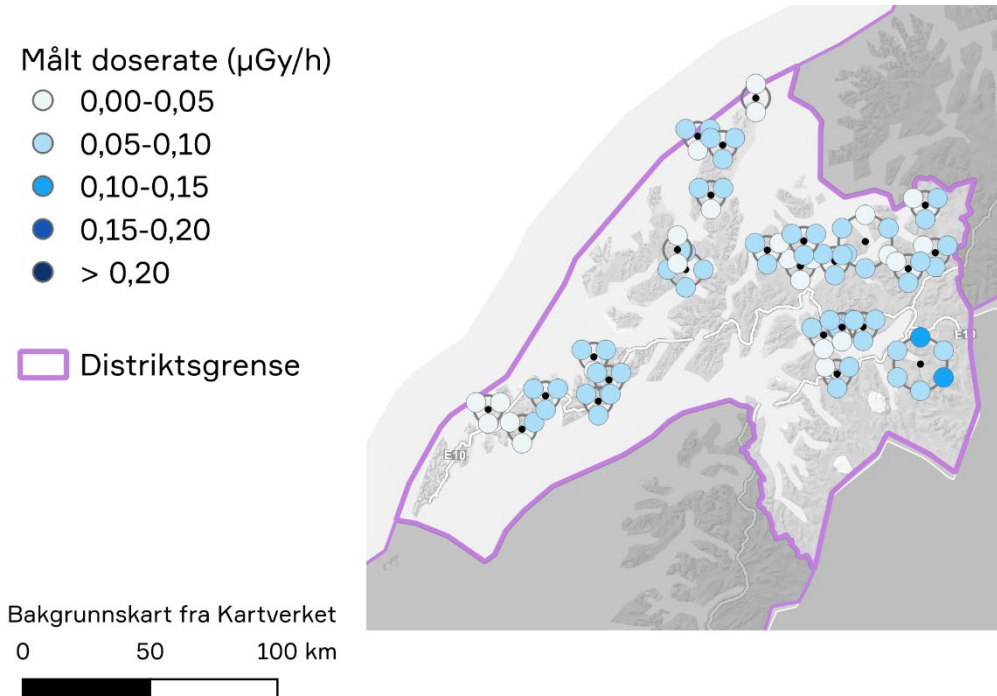 Målt doserate (µGy/h)
0,00-0,05
0,05-0,10
0,10-0,15
0,15-0,20
> 0,20
Distriktsgrense
E10
E10
Bakgrunnskart fra Kartverket
0 50 100 km